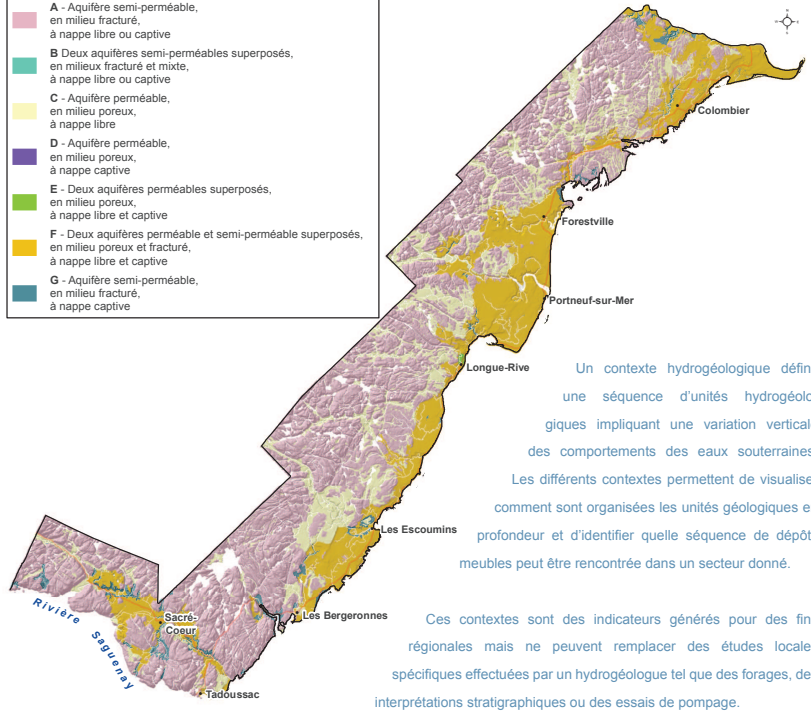 A - Aquifère semi-perméable,
en milieu fracturé,
à nappe libre ou captive
B Deux aquifères semi-perméables superposés,
en milieux fracturé et mixte,
à nappe libre ou captive
C - Aquifère perméable,
en milieu poreux,
à nappe libre
D - Aquifère perméable,
en milieu poreux,
à nappe captive
E - Deux aquifères perméables superposés,
en milieu poreux,
à nappe libre et captive
F - Deux aquifères perméable et semi-perméable superposés,
en milieu poreux et fracturé,
à nappe libre et captive
G - Aquifère semi-perméable,
en milieu fracturé,
à nappe captive
Colombier
Forestville
Portneuf-sur-Mer
Longue-Rive
Les Escoumins
Les Bergeronnes
Sacré-
Coeur
Tadoussac
Rivière Saguenay
Un contexte hydrogéologique défin
une séquence d'unités hydrogéolo
giques impliquant une variation vertical
des comportements des eaux souterraines
Les différents contextes permettent de visualise
comment sont organisées les unités géologiques e
profondeur et d'identifier quelle séquence de dépôt
meubles peut être rencontrée dans un secteur donné.
Ces contextes sont des indicateurs générés pour des fin
régionales mais ne peuvent remplacer des études locale
spécifiques effectuées par un hydrogéologue tel que des forages, de
interprétations stratigraphiques ou des essais de pompage.